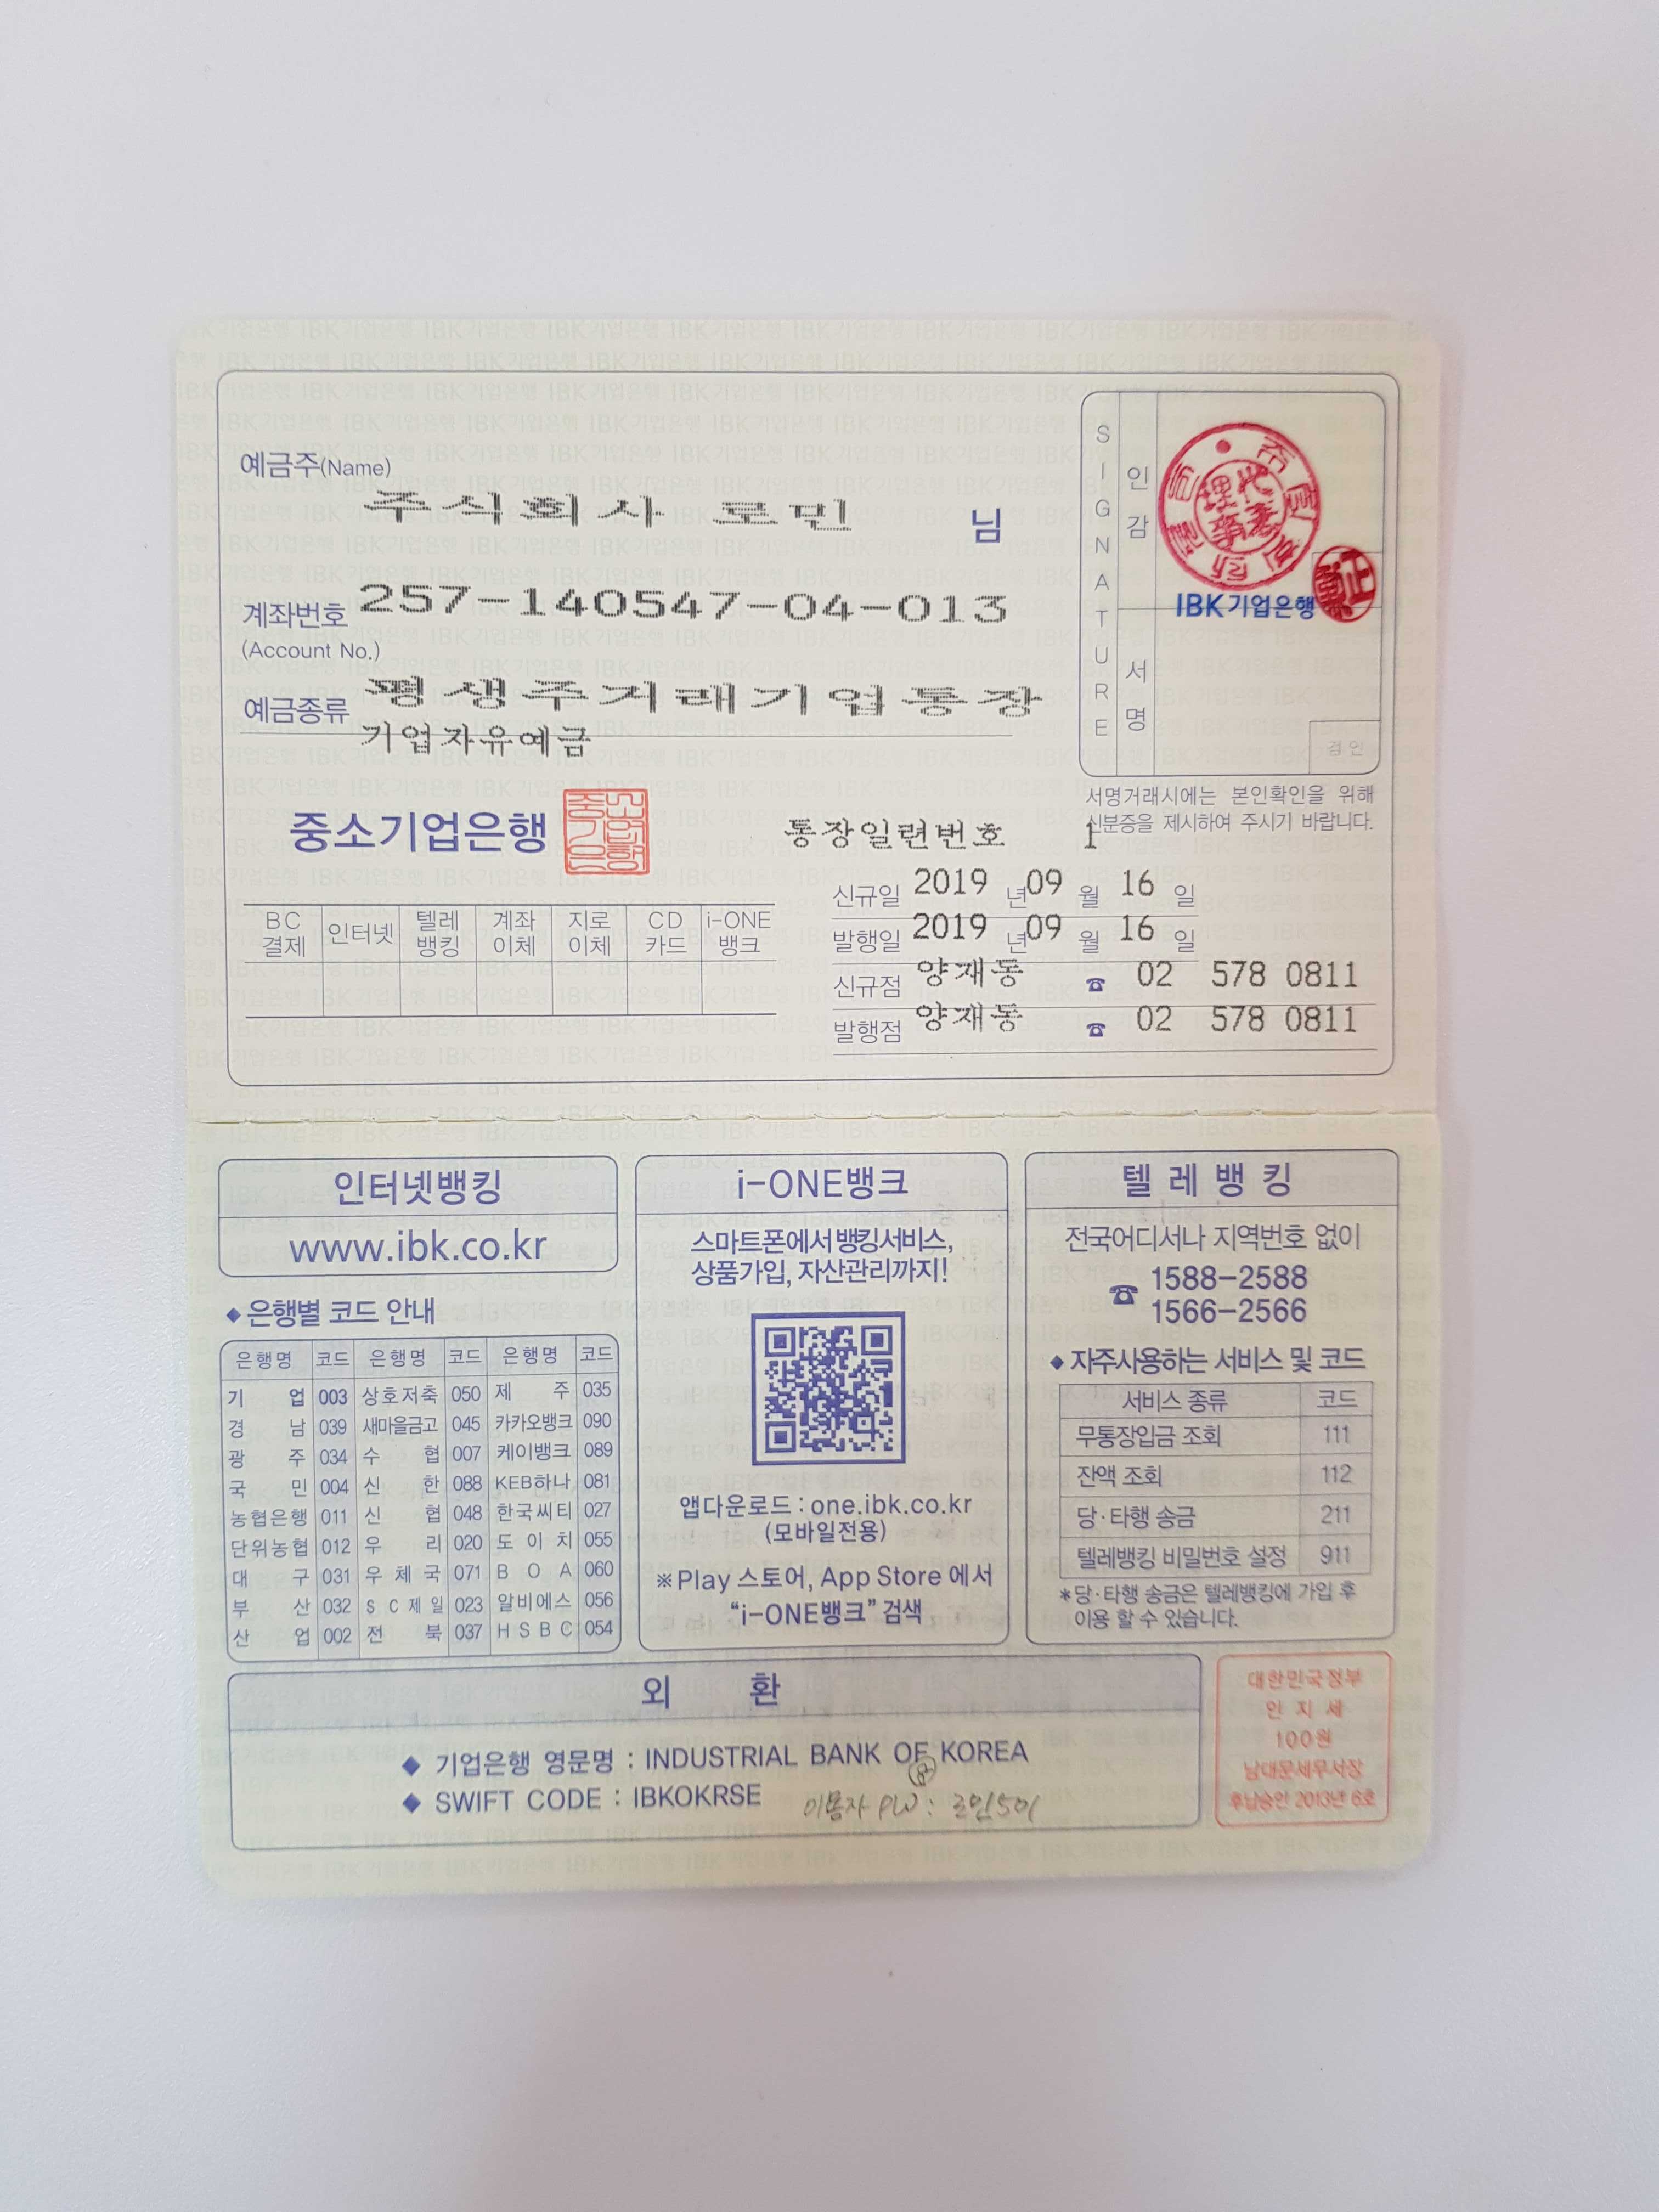 예금주(Name)
주식회사 로민 님
계좌번호 257-140547-04-013
(Account No.)
예금종류 평생주거래기업통장
기업자유예금
SIGNATURE
인감
IBK기업은행
서명
검인
서명거래시에는 본인확인을 위해
신분증을 제시하여 주시기 바랍니다.
중소기업은행
통장일련번호 1
신규일 2019 년 09 월 16 일
발행일 2019 년 09 월 16 일
신규점 양재동 ☎ 02 578 0811
발행점 양재동 ☎ 02 578 0811
BC결제 인터넷 텔레뱅킹 계좌이체 지로이체 CD카드 i-ONE뱅크
인터넷뱅킹
www.ibk.co.kr
◆ 은행별 코드 안내
은행명 코드 은행명 코드 은행명 코드
기업 003 상호저축 050 제주 035
경남 039 새마을금고 045 카카오뱅크 090
광주 034 수협 007 케이뱅크 089
국민 004 신한 088 KEB하나 081
농협은행 011 신협 048 한국씨티 027
단위농협 012 우리 020 도이치 055
대구 031 우체국 071 BOA 060
부산 032 SC제일 023 알비에스 056
산업 002 전북 037 HSBC 054
i-ONE뱅크
스마트폰에서 뱅킹서비스,
상품가입, 자산관리까지!
앱다운로드 : one.ibk.co.kr
(모바일전용)
※Play 스토어, App Store 에서
“i-ONE뱅크” 검색
텔레뱅킹
전국어디서나 지역번호 없이
☎ 1588-2588
1566-2566
◆ 자주사용하는 서비스 및 코드
서비스 종류 코드
무통장입금 조회 111
잔액 조회 112
당·타행 송금 211
텔레뱅킹 비밀번호 설정 911
*당·타행 송금은 텔레뱅킹에 가입 후
이용 할 수 있습니다.
외 환
◆ 기업은행 영문명 : INDUSTRIAL BANK OF KOREA
◆ SWIFT CODE : IBKOKRSE
이용자 PW :
대한민국정부
인 지 세
100원
남대문세무서장
후납승인 2013년 6호